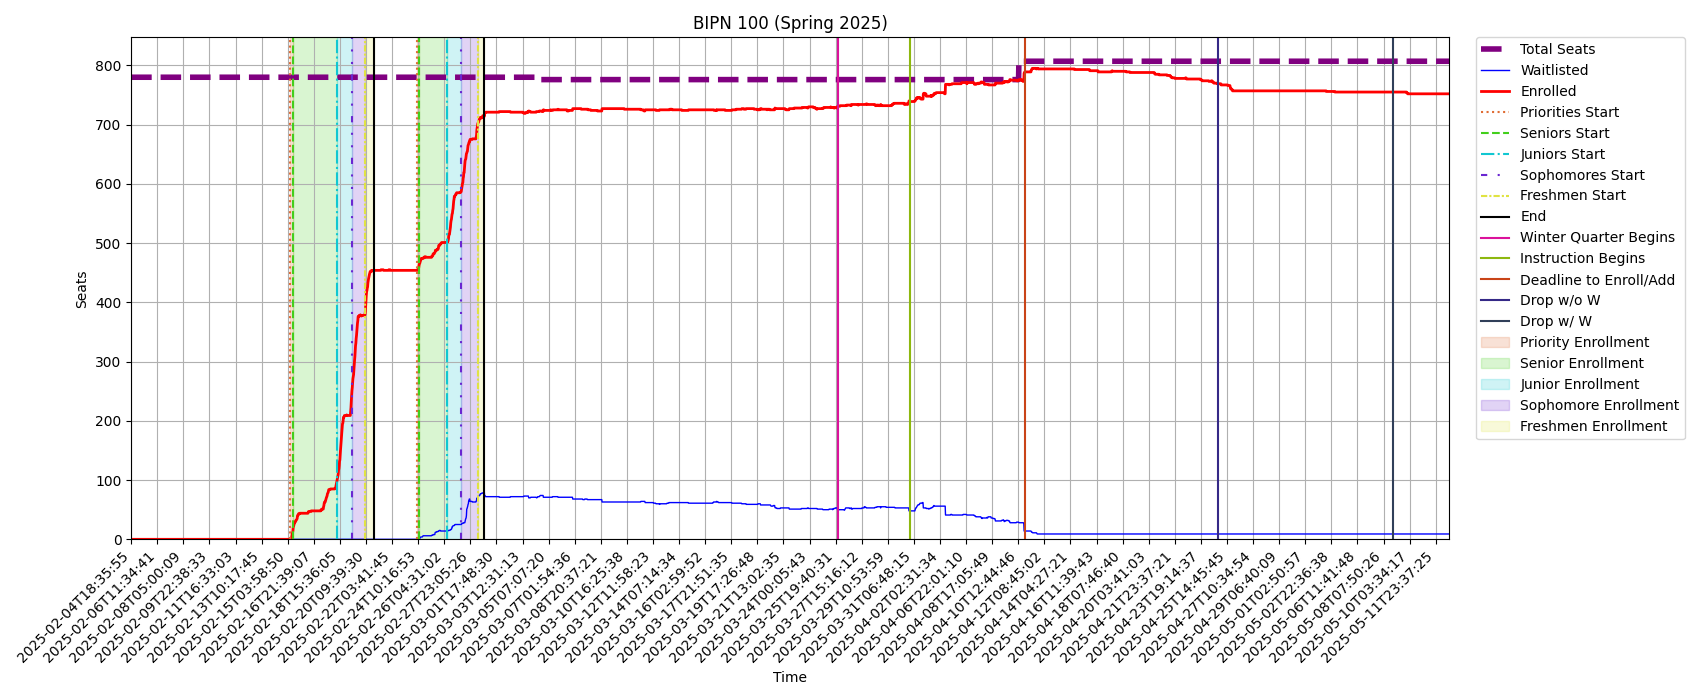 BIPN 100 (Spring 2025)
Seats
800
700
600
500
400
300
200
100
0
2025-02-04T18:35:55
2025-02-06T11:34:41
2025-02-08T05:00:09
2025-02-09T22:38:33
2025-02-11T16:33:03
2025-02-13T10:17:45
2025-02-15T03:58:50
2025-02-16T21:39:07
2025-02-18T15:36:05
2025-02-20T09:39:30
2025-02-22T03:41:45
2025-02-24T10:16:53
2025-02-26T04:31:02
2025-02-27T23:05:26
2025-03-01T17:48:30
2025-03-03T12:31:13
2025-03-05T07:07:20
2025-03-07T01:54:36
2025-03-08T20:37:21
2025-03-10T16:25:38
2025-03-12T11:58:23
2025-03-14T07:14:34
2025-03-16T02:59:52
2025-03-17T21:51:35
2025-03-19T17:26:48
2025-03-21T13:02:35
2025-03-24T00:05:43
2025-03-25T19:40:31
2025-03-27T15:16:12
2025-03-29T10:53:59
2025-03-31T06:48:15
2025-04-02T02:31:34
2025-04-06T22:01:10
2025-04-08T17:05:49
2025-04-10T12:44:46
2025-04-12T08:45:02
2025-04-14T04:27:21
2025-04-16T11:39:43
2025-04-18T07:46:40
2025-04-20T03:41:03
2025-04-21T23:37:21
2025-04-23T19:14:37
2025-04-25T14:45:45
2025-04-27T10:34:54
2025-04-29T06:40:09
2025-05-01T02:50:57
2025-05-02T22:36:38
2025-05-06T11:41:48
2025-05-08T07:50:26
2025-05-10T03:34:17
2025-05-11T23:37:25
Time
Total Seats
Waitlisted
Enrolled
Priorities Start
Seniors Start
Juniors Start
Sophomores Start
Freshmen Start
End
Winter Quarter Begins
Instruction Begins
Deadline to Enroll/Add
Drop w/o W
Drop w/ W
Priority Enrollment
Senior Enrollment
Junior Enrollment
Sophomore Enrollment
Freshmen Enrollment